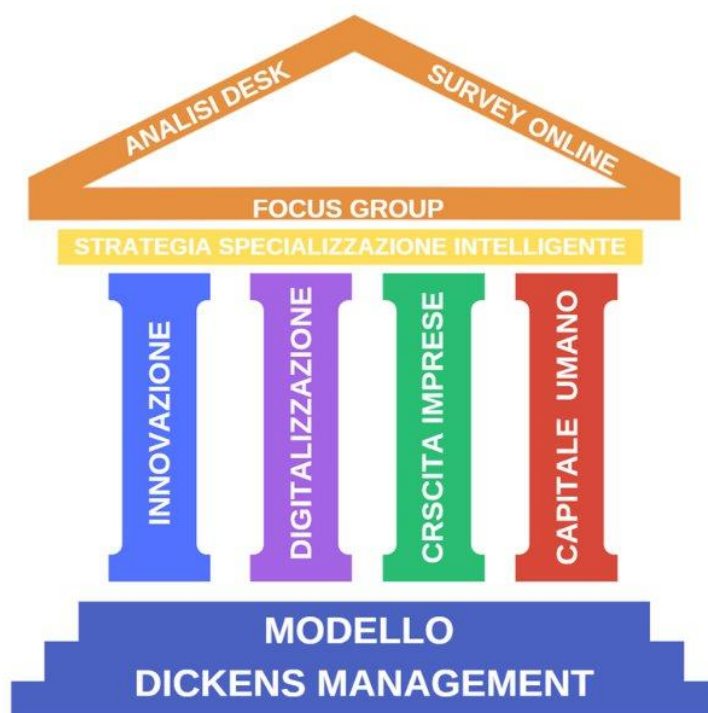 ANALISI DESK
SURVEY ONLINE
FOCUS GROUP
STRATEGIA SPECIALIZZAZIONE INTELLIGENTE
INNOVAZIONE
DIGITALIZZAZIONE
CRSCITA IMPRESE
CAPITALE UMANO
MODELLO
DICKENS MANAGEMENT